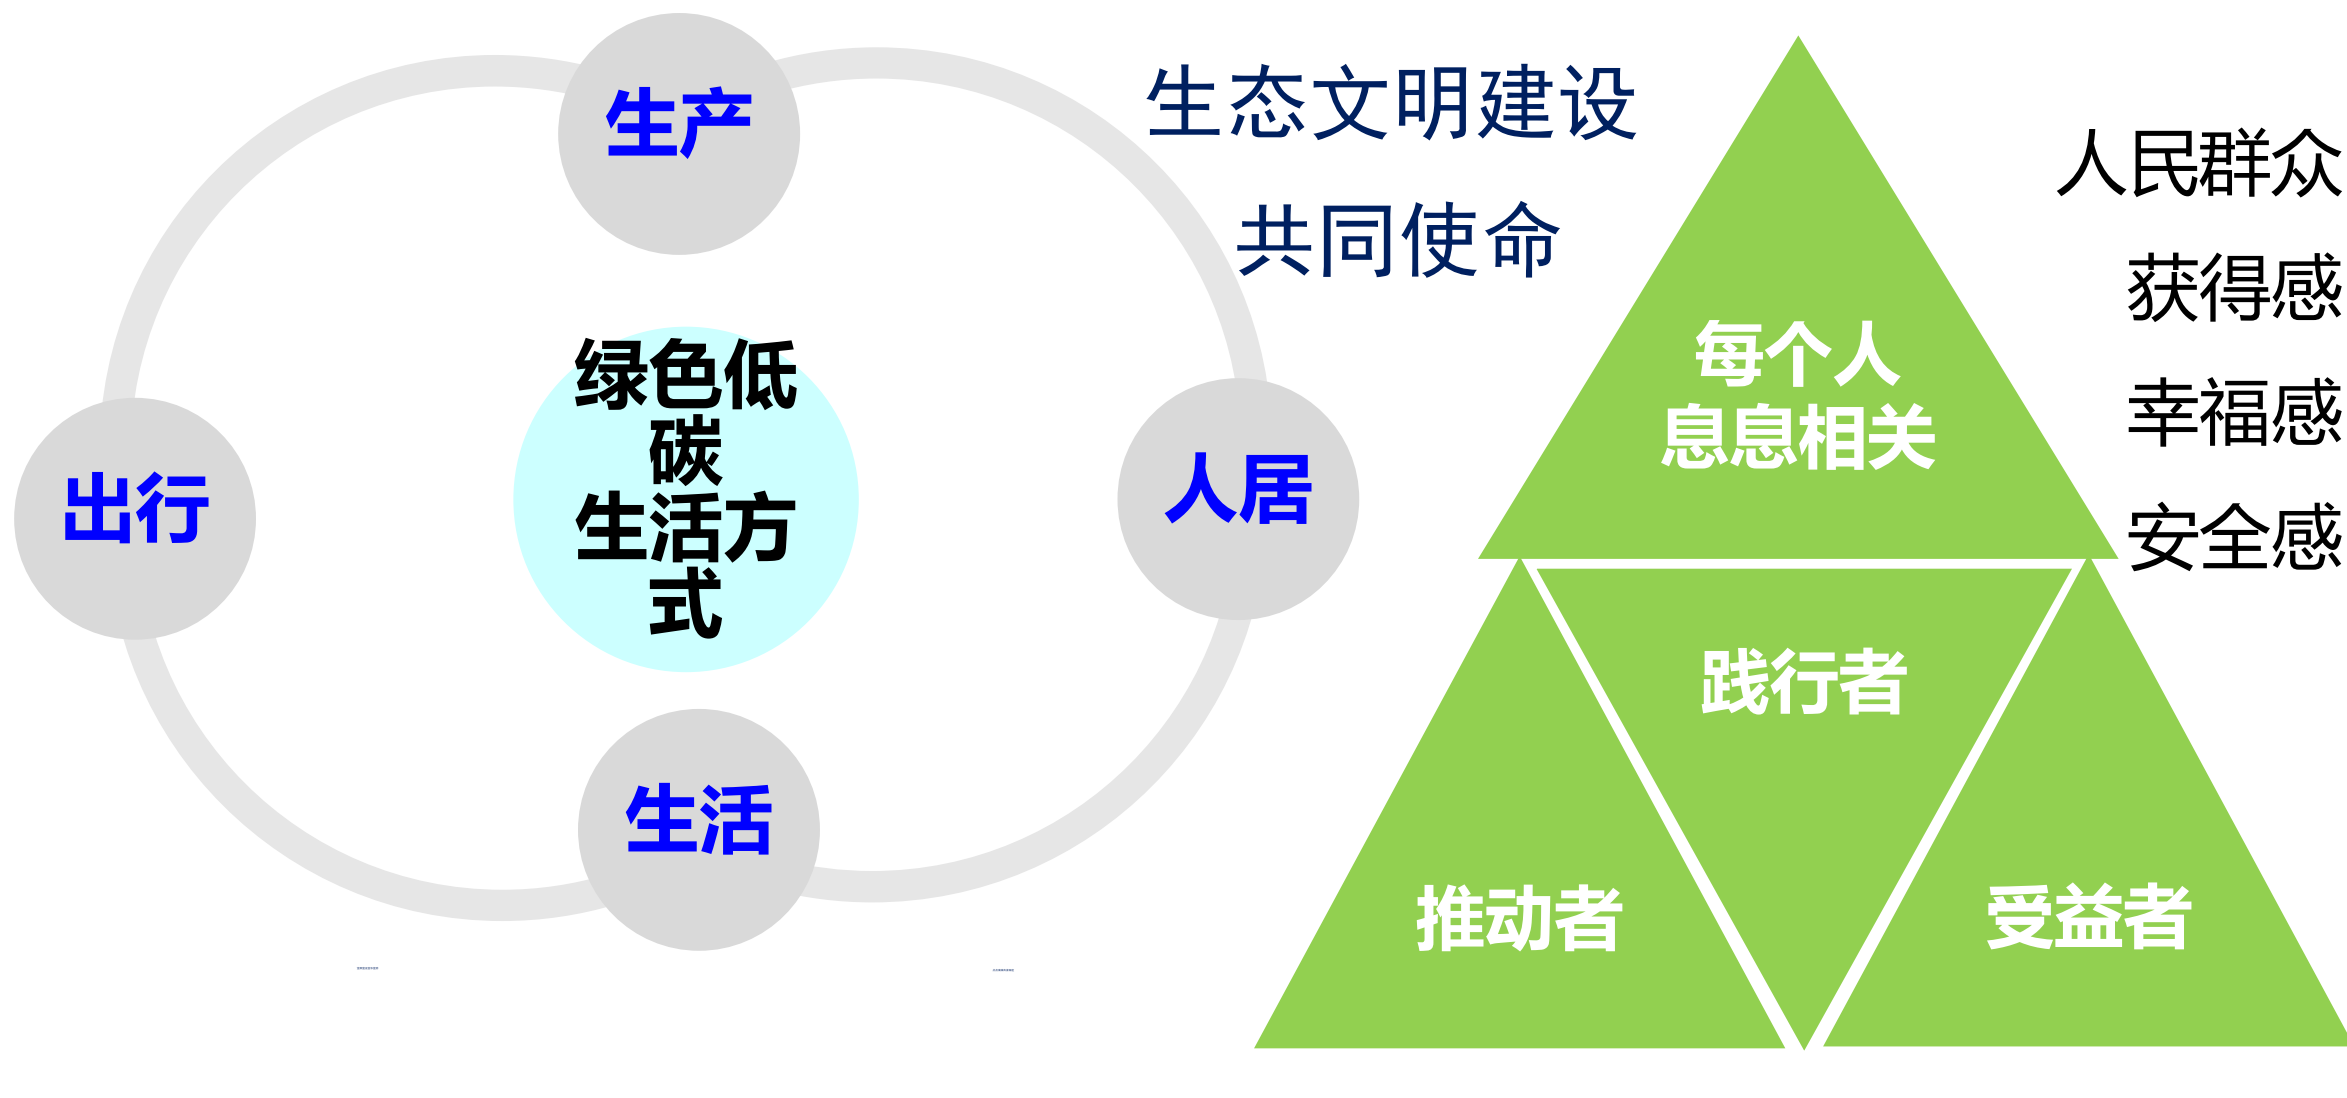 生产
出行
绿色低
碳
生活方
式
人居
生活
生态文明建设
共同使命
每个人
息息相关
践行者
推动者
受益者
人民群众
获得感
幸福感
安全感